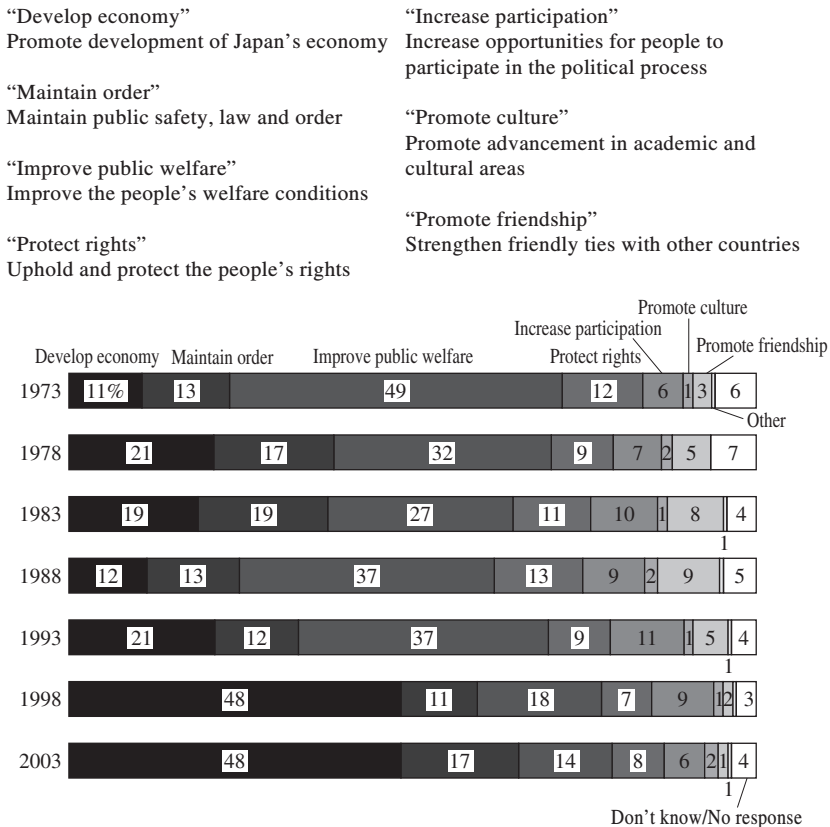 “Develop economy”
Promote development of Japan’s economy
“Maintain order”
Maintain public safety, law and order
“Improve public welfare”
Improve the people’s welfare conditions
“Protect rights”
Uphold and protect the people’s rights
“Increase participation”
Increase opportunities for people to
participate in the political process
“Promote culture”
Promote advancement in academic and
cultural areas
“Promote friendship”
Strengthen friendly ties with other countries
Promote culture
Increase participation
Promote friendship
Develop economy Maintain order Improve public welfare Protect rights
1973 11% 13 49 12 6 1 3 6
Other
1978 21 17 32 9 7 2 5 7
1983 19 19 27 11 10 1 8 4
1
1988 12 13 37 13 9 2 9 5
1993 21 12 37 9 11 1 5 4
1
1998 48 11 18 7 9 1 2 3
2003 48 17 14 8 6 2 1 4
1
Don’t know/No response